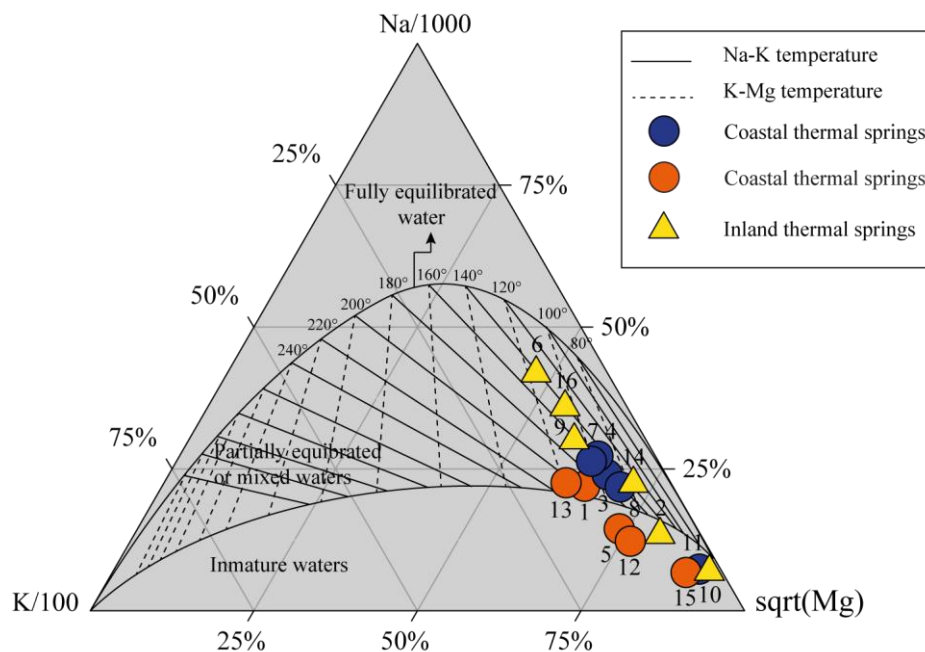 Na/1000
Na-K temperature
K-Mg temperature
Coastal thermal springs
Coastal thermal springs
Inland thermal springs
25%
75%
Fully equilibrated
water
160°
140°
180°
120°
200°
100°
50%
50%
220°
80°
240°
6
16
9
7
4
75%
25%
Partially equibrated
or mixed waters
14
13
1
3
8
2
5
12
11
Inmature waters
15
10
K/100
sqrt(Mg)
25%
50%
75%